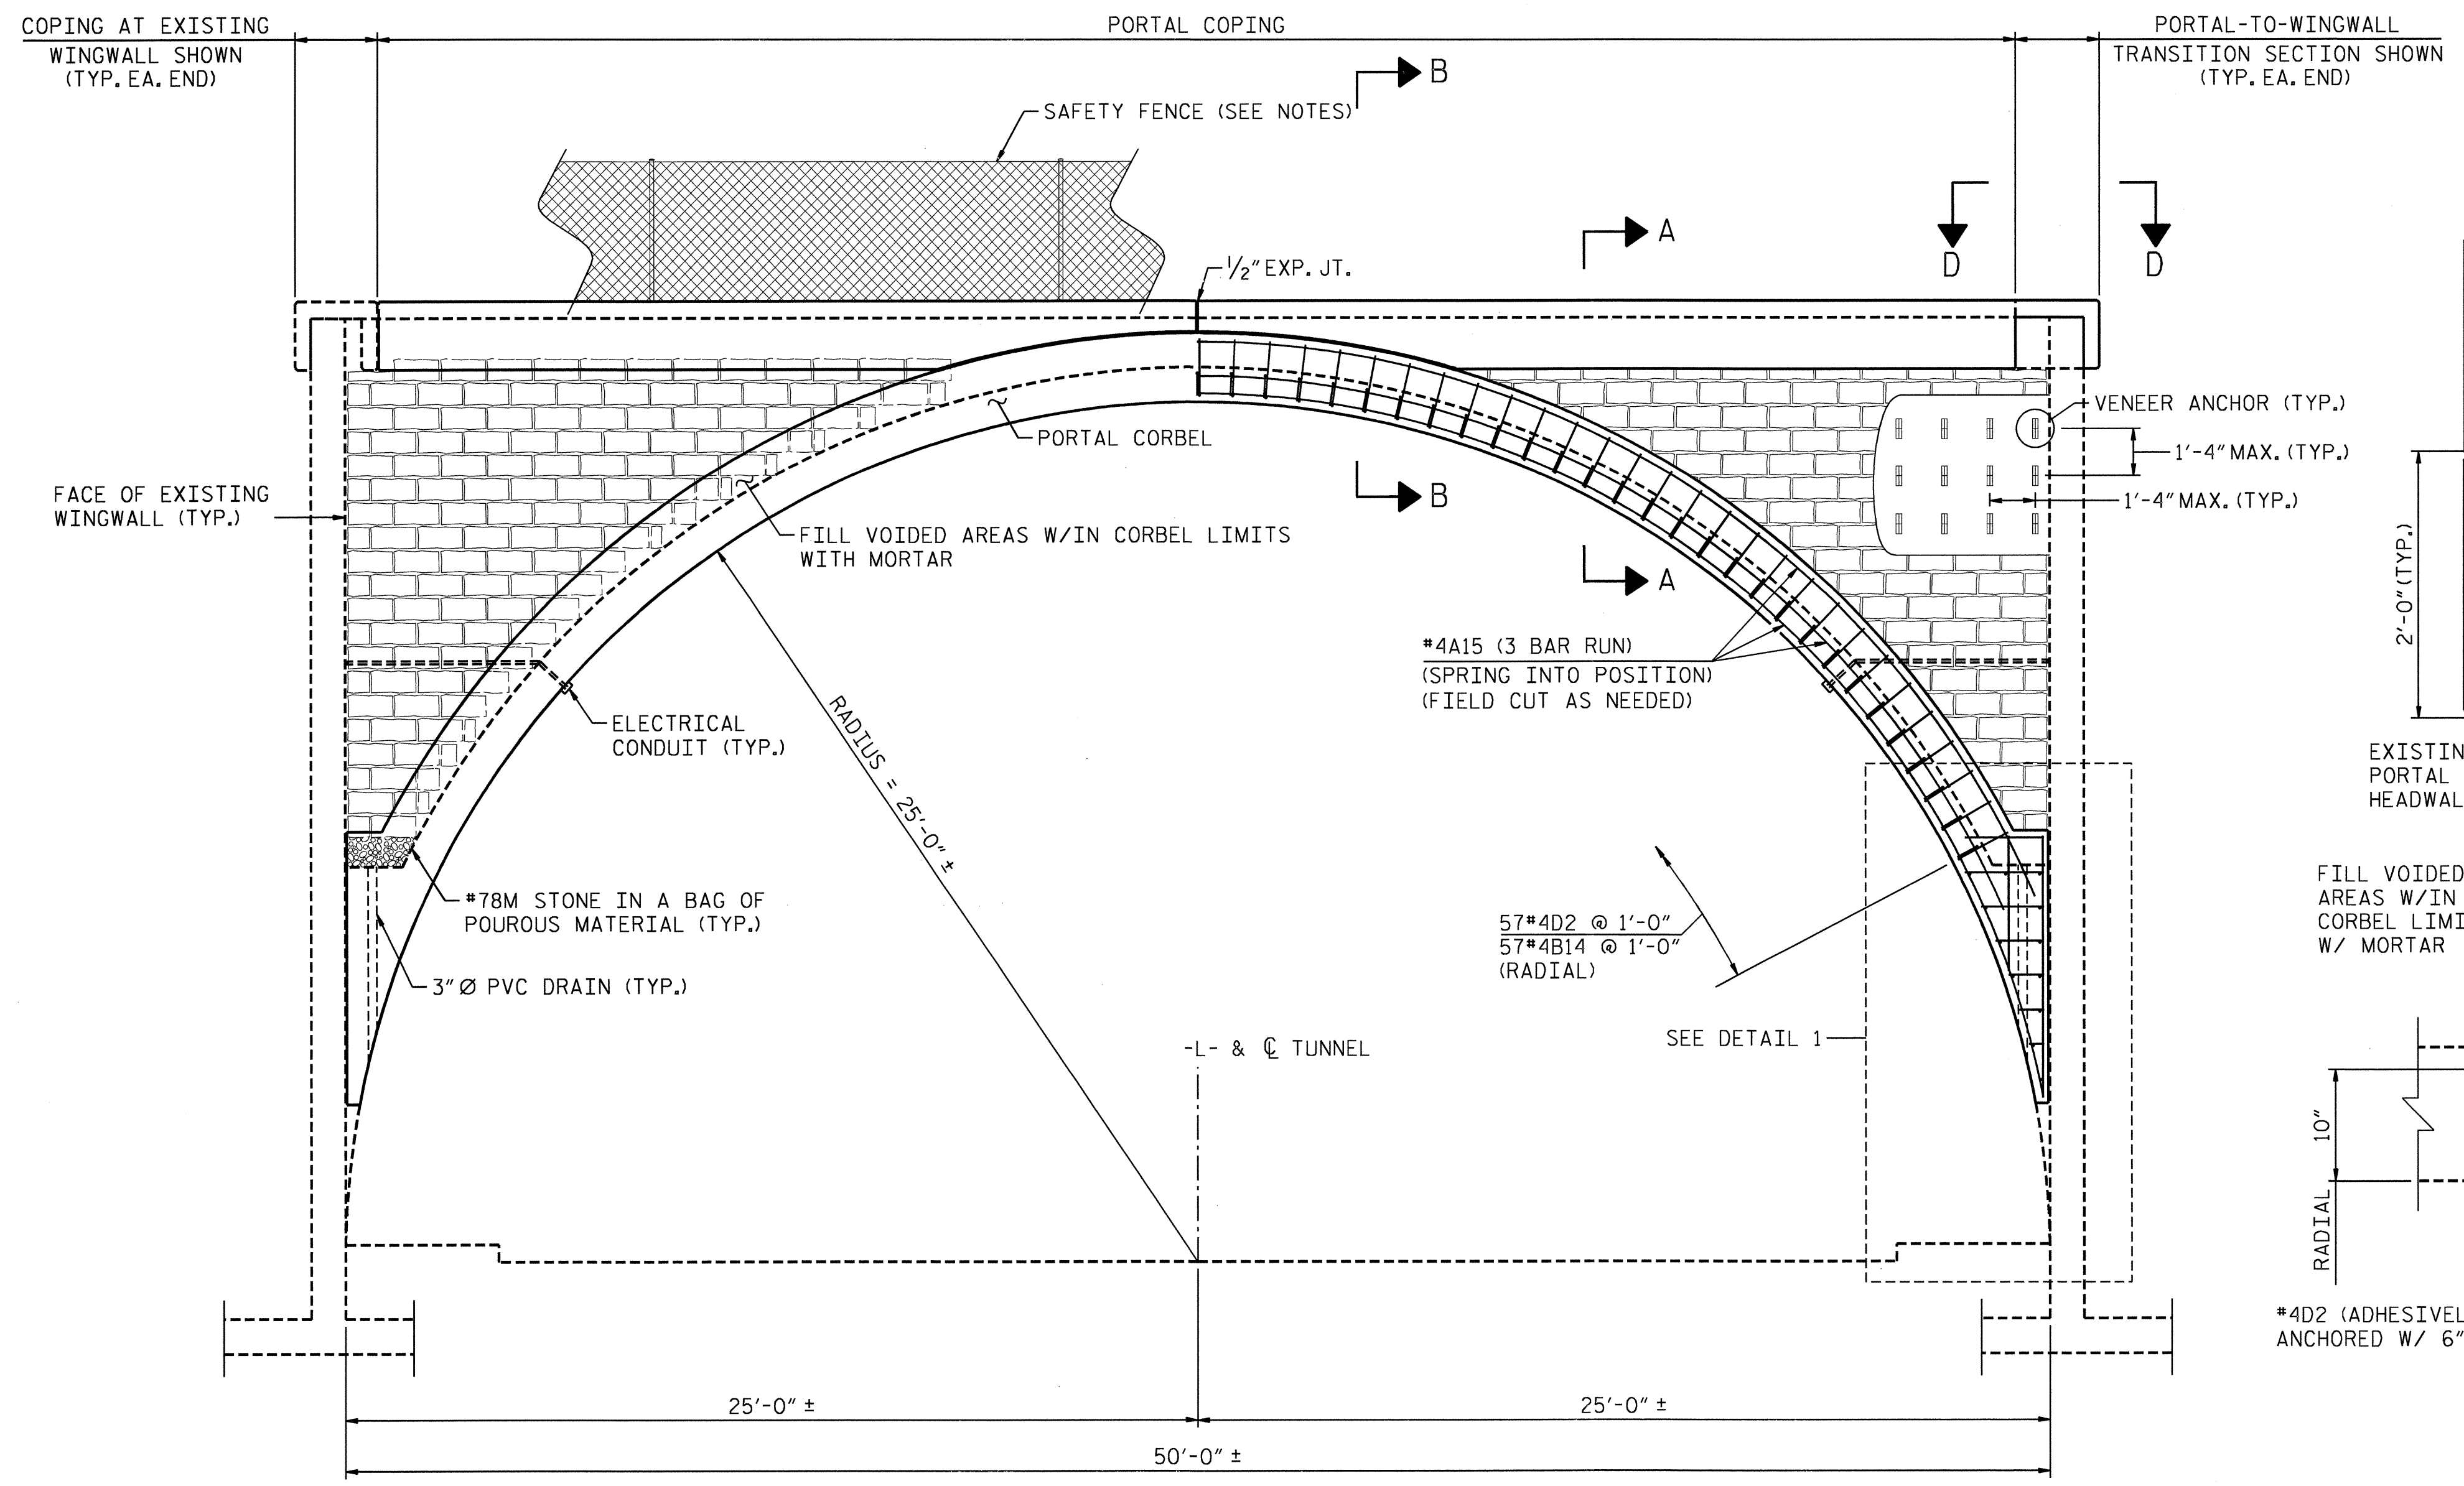 COPING AT EXISTING
WINGWALL SHOWN
(TYP. EA. END)
PORTAL COPING
PORTAL-TO-WINGWALL
TRANSITION SECTION SHOWN
(TYP. EA. END)
B
SAFETY FENCE (SEE NOTES)
A
D
D
1/2" EXP. JT.
VENEER ANCHOR (TYP.)
1'-4" MAX. (TYP.)
1'-4" MAX. (TYP.)
PORTAL CORBEL
B
FACE OF EXISTING
WINGWALL (TYP.)
FILL VOIDED AREAS W/IN CORBEL LIMITS
WITH MORTAR
A
2'-0" (TYP.)
#4A15 (3 BAR RUN)
(SPRING INTO POSITION)
(FIELD CUT AS NEEDED)
ELECTRICAL
CONDUIT (TYP.)
RADIUS = 25'-0" ±
EXISTIN
PORTAL
HEADWAL
#78M STONE IN A BAG OF
POUROUS MATERIAL (TYP.)
FILL VOIDED
AREAS W/IN
CORBEL LIMI
W/ MORTAR
57#4D2 @ 1'-0"
57#4B14 @ 1'-0"
(RADIAL)
3" Ø PVC DRAIN (TYP.)
SEE DETAIL 1
-L- & ℄ TUNNEL
10"
RADIAL
#4D2 (ADHESIVEL
ANCHORED W/ 6"
25'-0" ±
25'-0" ±
50'-0" ±